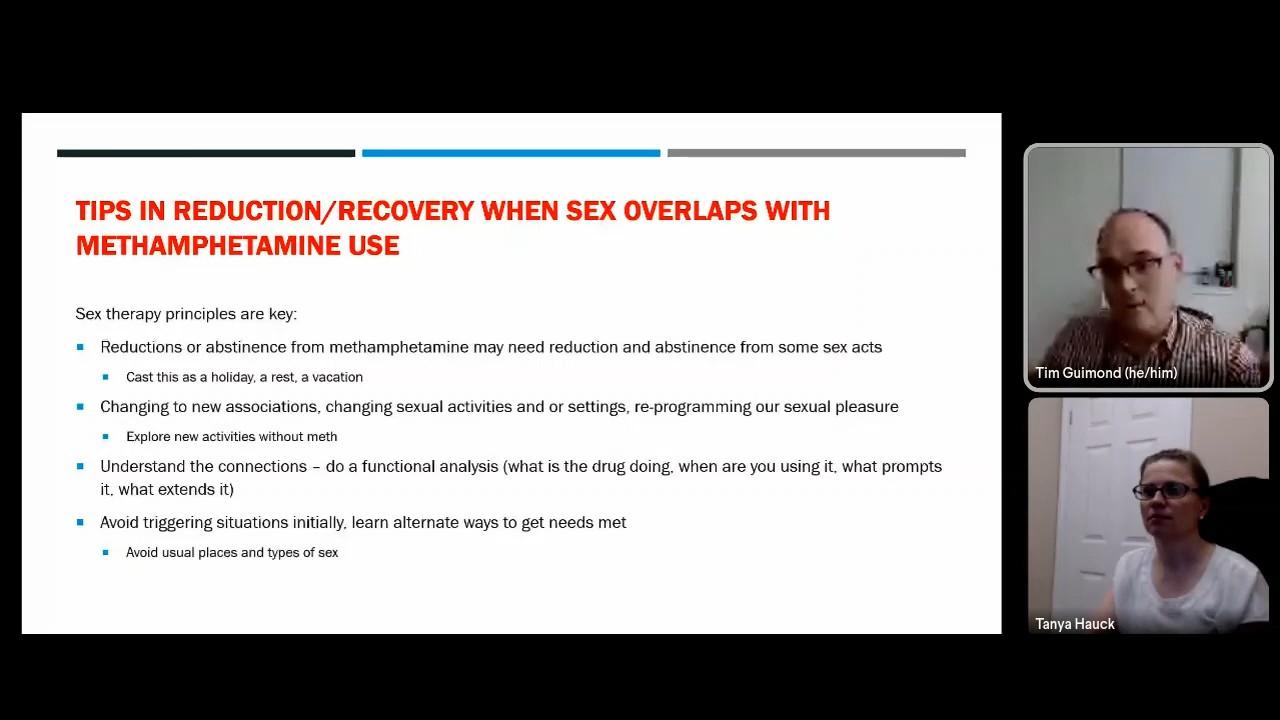 TIPS IN REDUCTION/RECOVERY WHEN SEX OVERLAPS WITH
METHAMPHETAMINE USE
Sex therapy principles are key:
Reductions or abstinence from methamphetamine may need reduction and abstinence from some sex acts
Cast this as a holiday, a rest, a vacation
Changing to new associations, changing sexual activities and or settings, re-programming our sexual pleasure
Explore new activities without meth
Understand the connections – do a functional analysis (what is the drug doing, when are you using it, what prompts
it, what extends it)
Avoid triggering situations initially, learn alternate ways to get needs met
Avoid usual places and types of sex
Tim Guimond (he/him)
Tanya Hauck